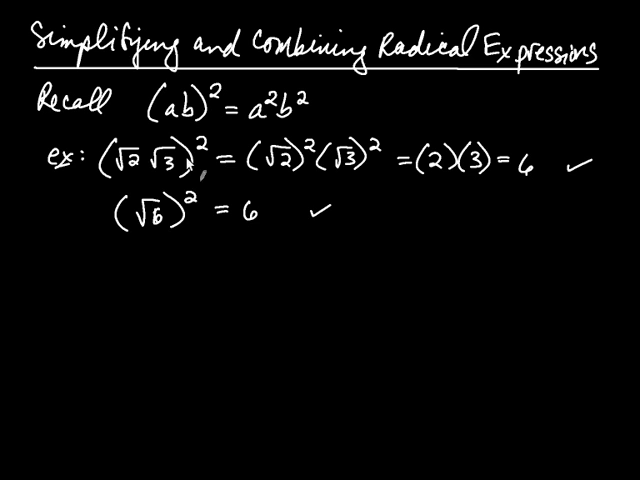 Simplifying and Combining Radical Expressions
Recall (ab)² = a²b²
ex: (√2 √3)² = (√2)²(√3)² = (2)(3) = 6 ✓
(√6)² = 6 ✓